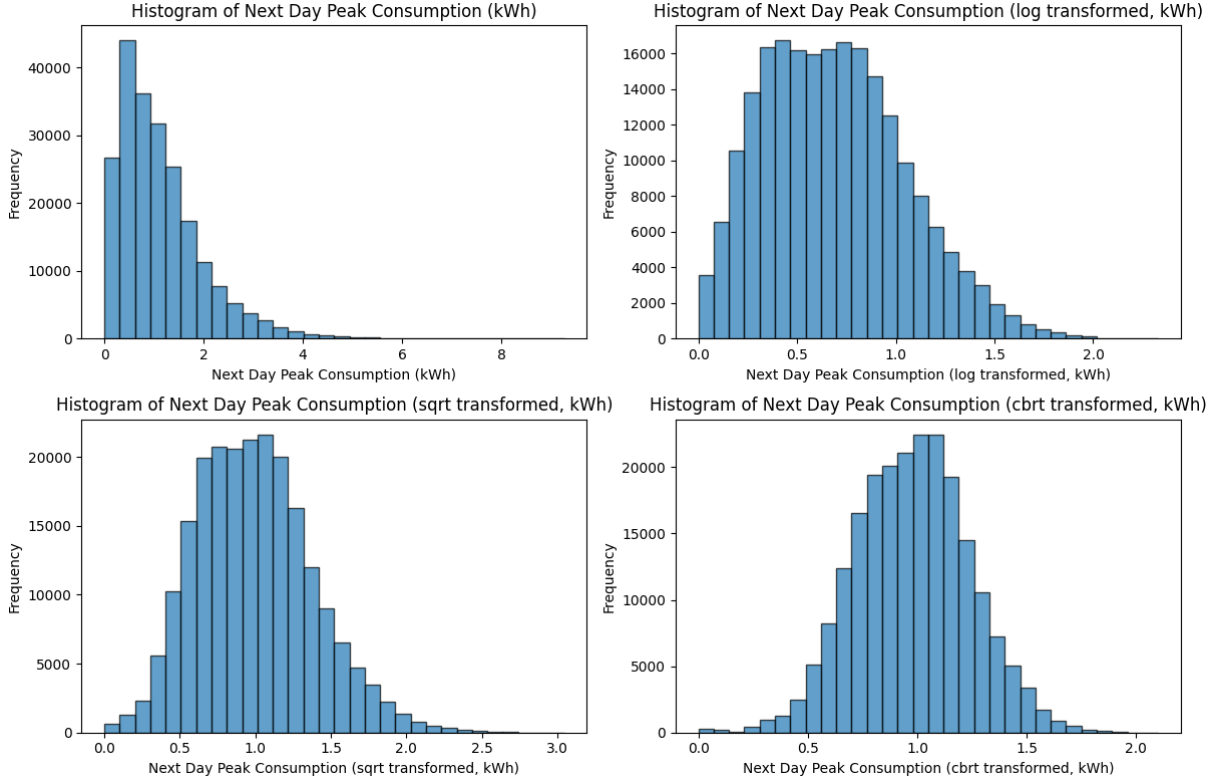 Histogram of Next Day Peak Consumption (kWh)
40000
30000
20000
10000
0
Frequency
0 2 4 6 8
Next Day Peak Consumption (kWh)
Histogram of Next Day Peak Consumption (log transformed, kWh)
16000
14000
12000
10000
8000
6000
4000
2000
0
Frequency
0.0 0.5 1.0 1.5 2.0
Next Day Peak Consumption (log transformed, kWh)
Histogram of Next Day Peak Consumption (sqrt transformed, kWh)
20000
15000
10000
5000
0
Frequency
0.0 0.5 1.0 1.5 2.0 2.5 3.0
Next Day Peak Consumption (sqrt transformed, kWh)
Histogram of Next Day Peak Consumption (cbrt transformed, kWh)
20000
15000
10000
5000
0
Frequency
0.0 0.5 1.0 1.5 2.0
Next Day Peak Consumption (cbrt transformed, kWh)